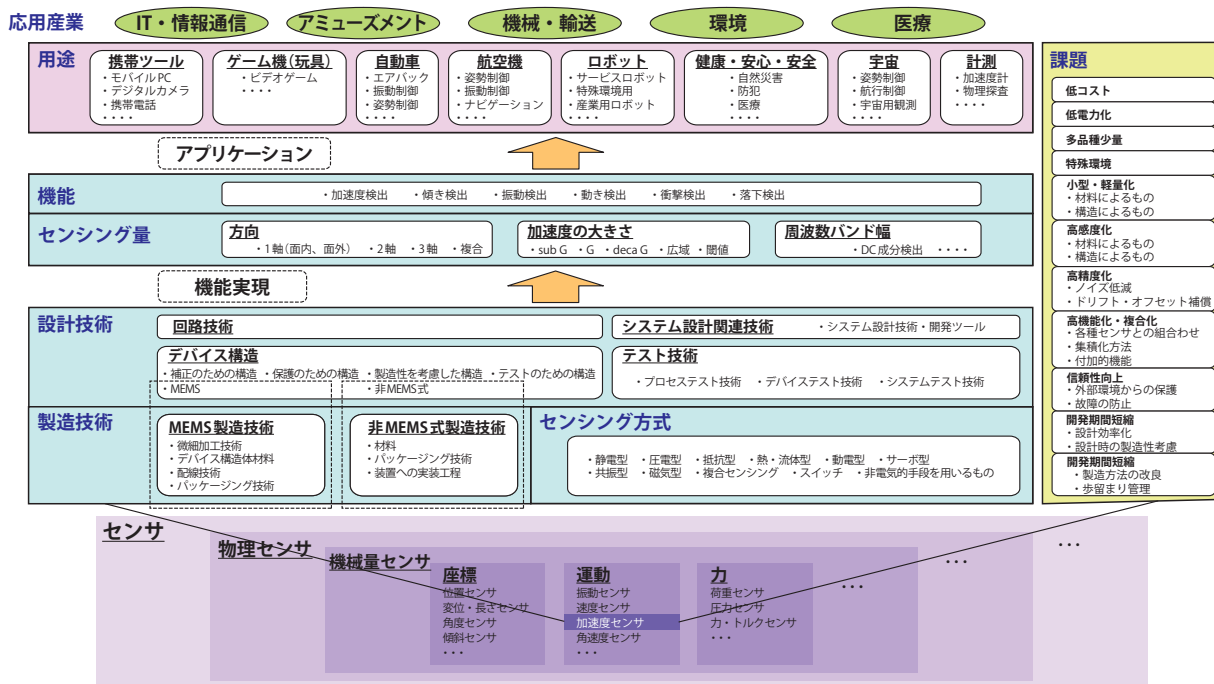 応用産業
IT・情報通信
アミューズメント
機械・輸送
環境
医療
用途
携帯ツール
・モバイルPC
・デジタルカメラ
・携帯電話
・・・・
ゲーム機(玩具)
・ビデオゲーム
・・・・
自動車
・エアバック
・振動制御
・姿勢制御
・・・・
航空機
・姿勢制御
・振動制御
・ナビゲーション
・・・・
ロボット
・サービスロボット
・特殊環境用
・産業用ロボット
・・・・
健康・安心・安全
・自然災害
・防犯
・医療
・・・・
宇宙
・姿勢制御
・航行制御
・宇宙用観測
・・・・
計測
・加速度計
・物理探査
・・・・
アプリケーション
機能
・加速度検出 ・傾き検出 ・振動検出 ・動き検出 ・衝撃検出 ・落下検出
センシング量
方向
・1軸(面内、面外) ・2軸 ・3軸 ・複合
加速度の大きさ
・sub G ・G ・deca G ・広域 ・閾値
周波数バンド幅
・DC成分検出 ・・・・
機能実現
設計技術
回路技術
システム設計関連技術 ・システム設計技術・開発ツール
デバイス構造
・補正のための構造 ・保護のための構造 ・製造性を考慮した構造 ・テストのための構造
・MEMS ・非MEMS式
テスト技術
・プロセステスト技術 ・デバイステスト技術 ・システムテスト技術
製造技術
MEMS製造技術
・微細加工技術
・デバイス構造体材料
・配線技術
・パッケージング技術
非MEMS式製造技術
・材料
・パッケージング技術
・装置への実装工程
センシング方式
・静電型 ・圧電型 ・抵抗型 ・熱・流体型 ・動電型 ・サーボ型
・共振型 ・磁気型 ・複合センシング ・スイッチ ・非電気的手段を用いるもの
課題
低コスト
低電力化
多品種少量
特殊環境
小型・軽量化
・材料によるもの
・構造によるもの
高感度化
・材料によるもの
・構造によるもの
高精度化
・ノイズ低減
・ドリフト・オフセット補償
高機能化・複合化
・各種センサとの組合わせ
・集積化方法
・付加的機能
信頼性向上
・外部環境からの保護
・故障の防止
開発期間短縮
・設計効率化
・設計時の製造性考慮
開発期間短縮
・製造方法の改良
・歩留まり管理
センサ
物理センサ
機械量センサ
座標
位置センサ
変位・長さセンサ
角度センサ
傾斜センサ
・・・
運動
振動センサ
速度センサ
加速度センサ
角速度センサ
・・・
力
荷重センサ
圧力センサ
力・トルクセンサ
・・・
・・・
・・・
・・・